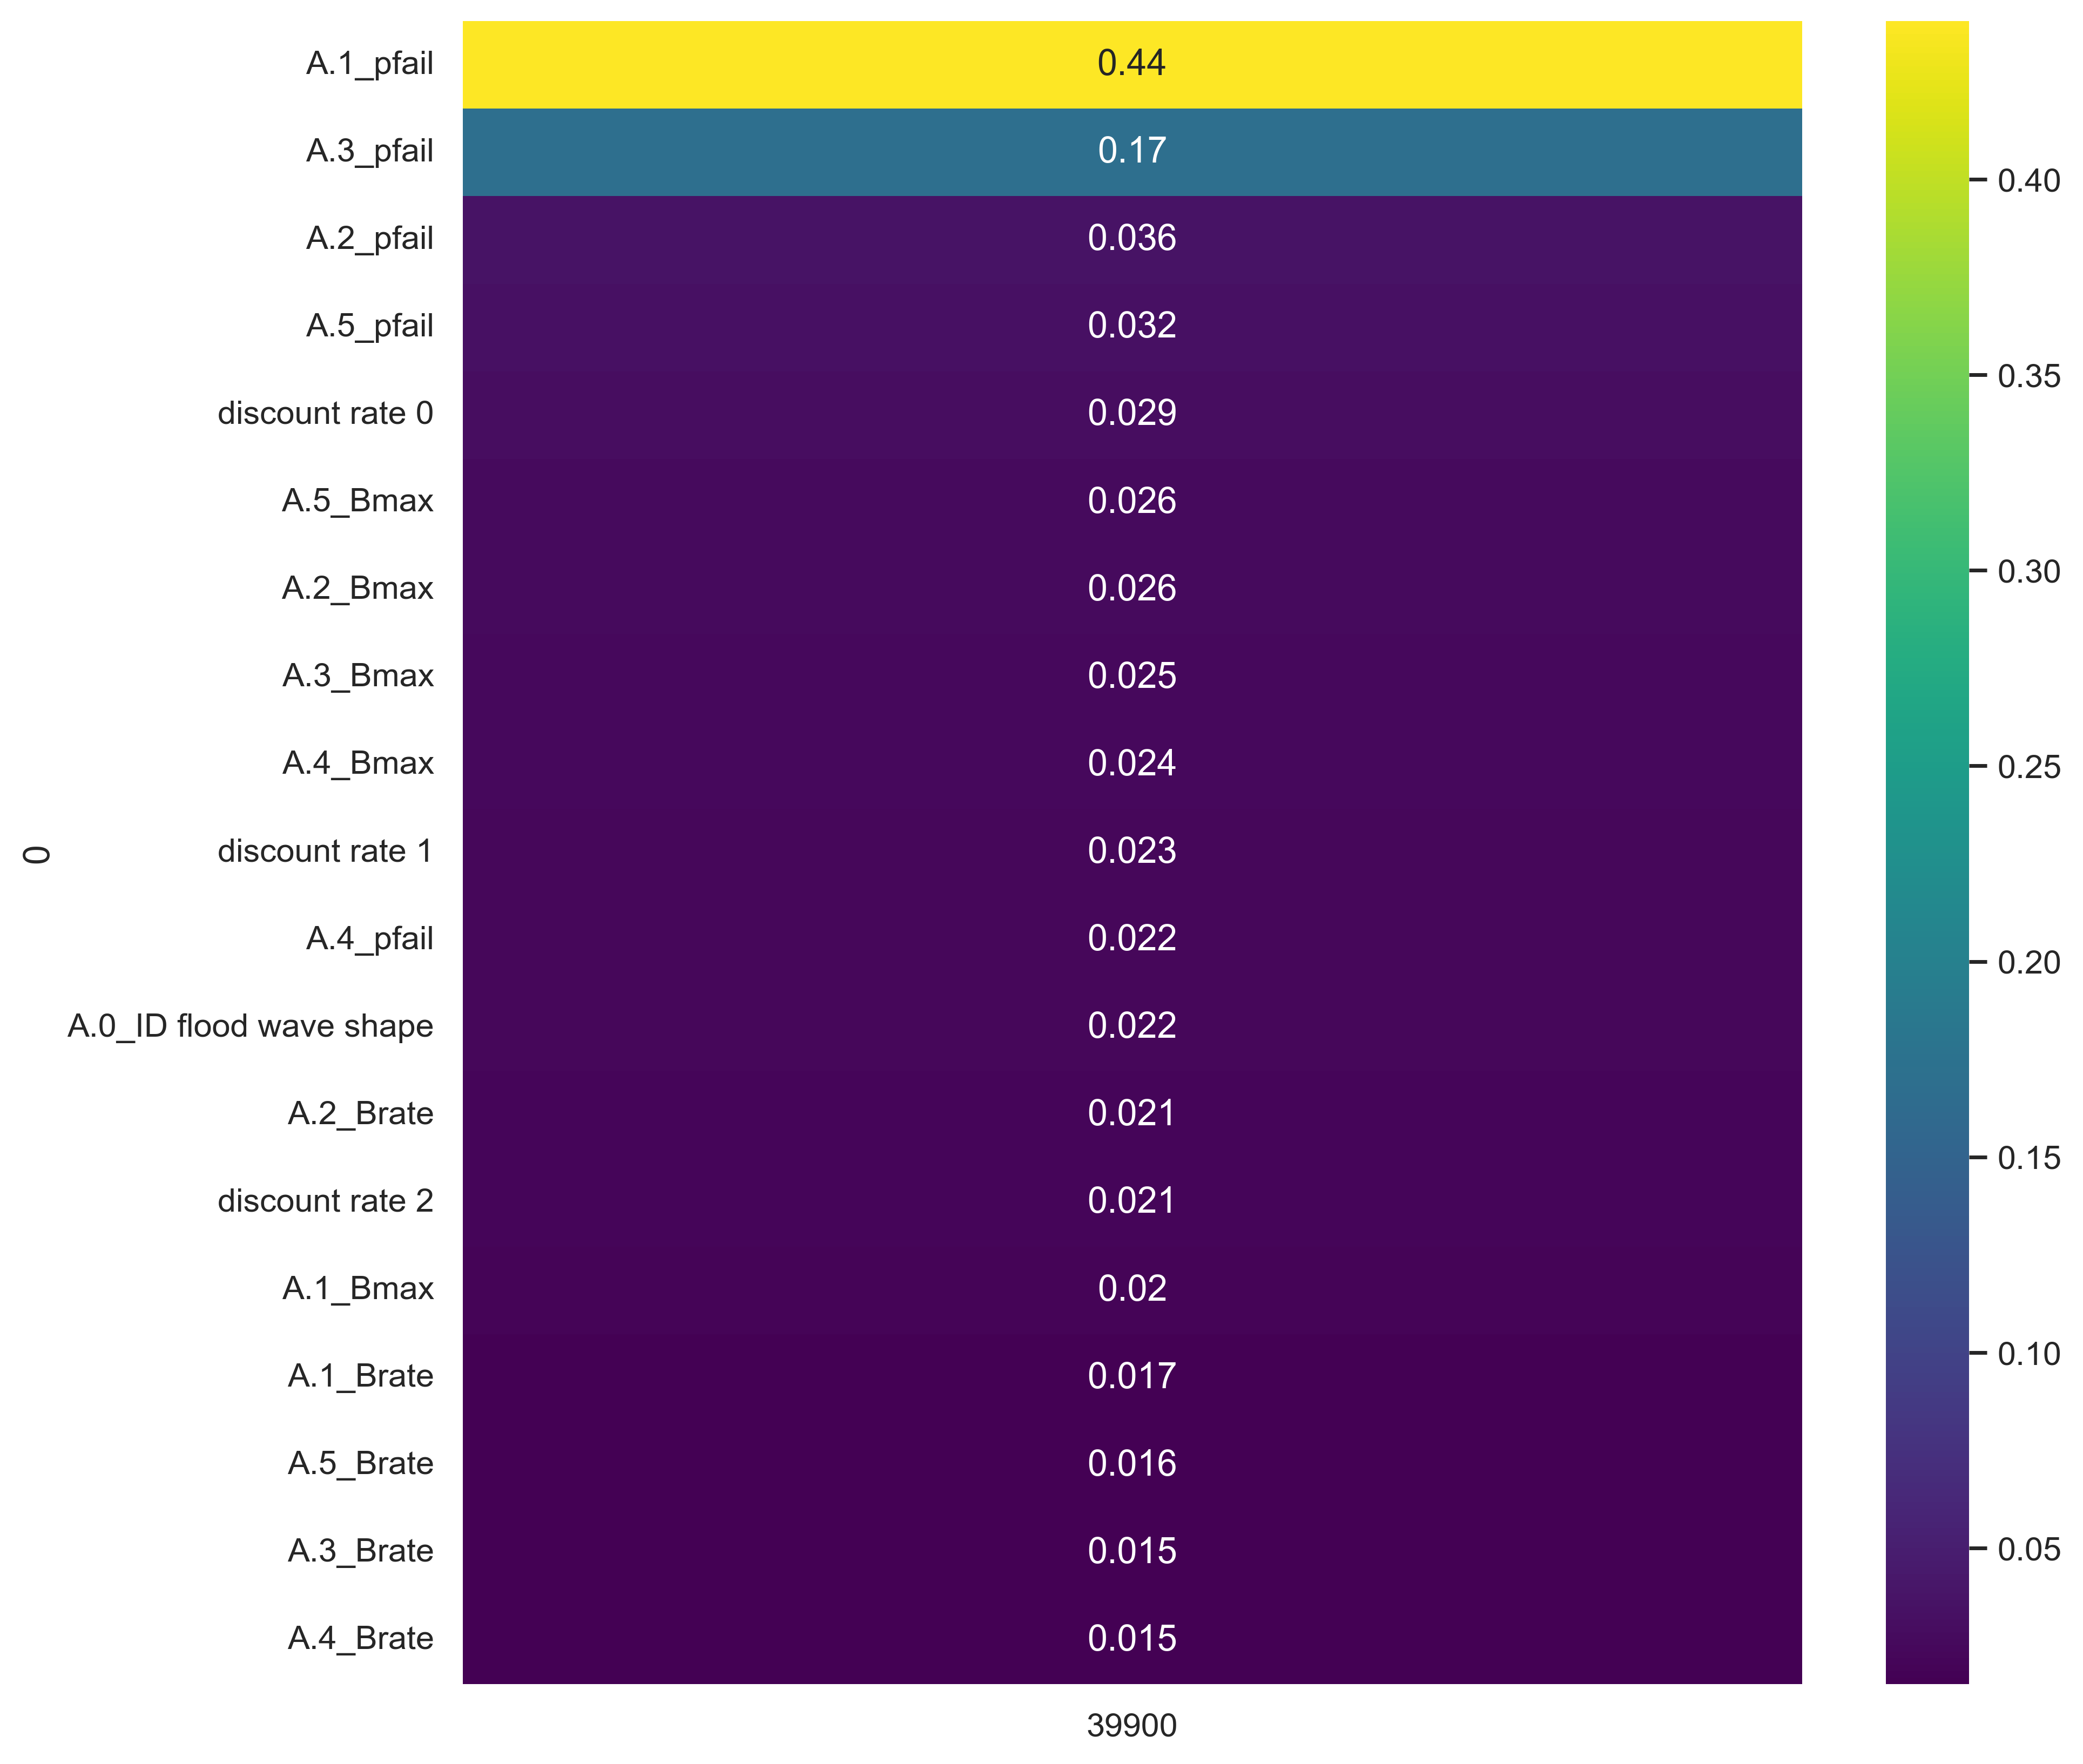 A.1_pfail 0.44
A.3_pfail 0.17
0.40
A.2_pfail 0.036
A.5_pfail 0.032
0.35
discount rate 0 0.029
A.5_Bmax 0.026
0.30
A.2_Bmax 0.026
A.3_Bmax 0.025
0.25
A.4_Bmax 0.024
0
discount rate 1 0.023
A.4_pfail 0.022
0.20
A.0_ID flood wave shape 0.022
A.2_Brate 0.021
0.15
discount rate 2 0.021
A.1_Bmax 0.02
0.10
A.1_Brate 0.017
A.5_Brate 0.016
A.3_Brate 0.015
0.05
A.4_Brate 0.015
39900